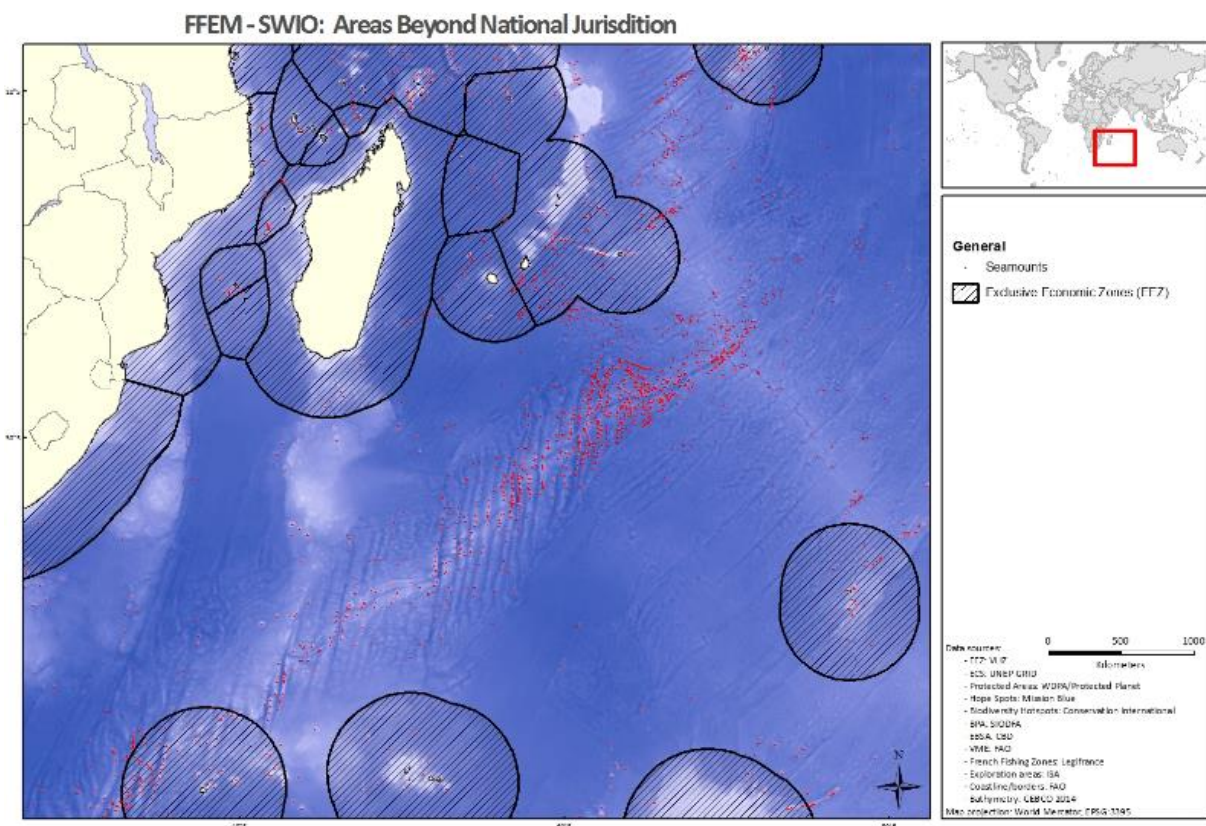 FFEM - SWIO: Areas Beyond National Jurisdition
General
Seamounts
Exclusive Economic Zones (EEZ)
0 500 1000
Kilometers
Data sources:
- EEZ: VLIZ
- ECS: UNEP GRID
- Protected Areas: WDPA/Protected Planet
- Hope Spots: Mission Blue
- Biodiversity Hotspots: Conservation International
- BPA: SIODFA
- EBSA: CBD
- VME: FAO
- French Fishing Zones: Legifrance
- Exploration areas: ISA
- Coastline/borders: FAO
- Bathymetry: GEBCO 2014
Map projection: World Mercator, EPSG:3395
N